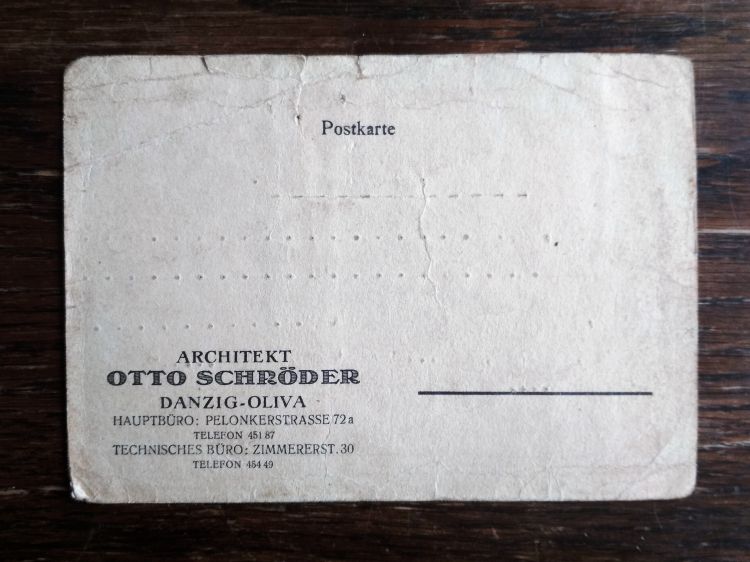 Postkarte
ARCHITEKT
OTTO SCHRÖDER
DANZIG-OLIVA
HAUPTBÜRO: PELONKERSTRASSE 72a
TELEFON 451 87
TECHNISCHES BÜRO: ZIMMERERST. 30
TELEFON 454 49